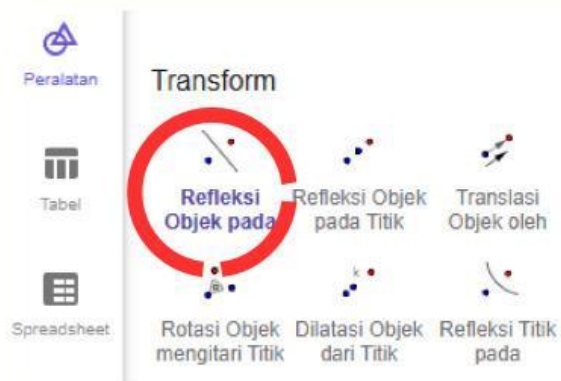 Peralatan
Transform
Refleksi
Objek pada
Refleksi Objek
pada Titik
Translasi
Objek oleh
Tabel
k
Rotasi Objek
mengitari Titik
Dilatasi Objek
dari Titik
Refleksi Titik
pada
Spreadsheet